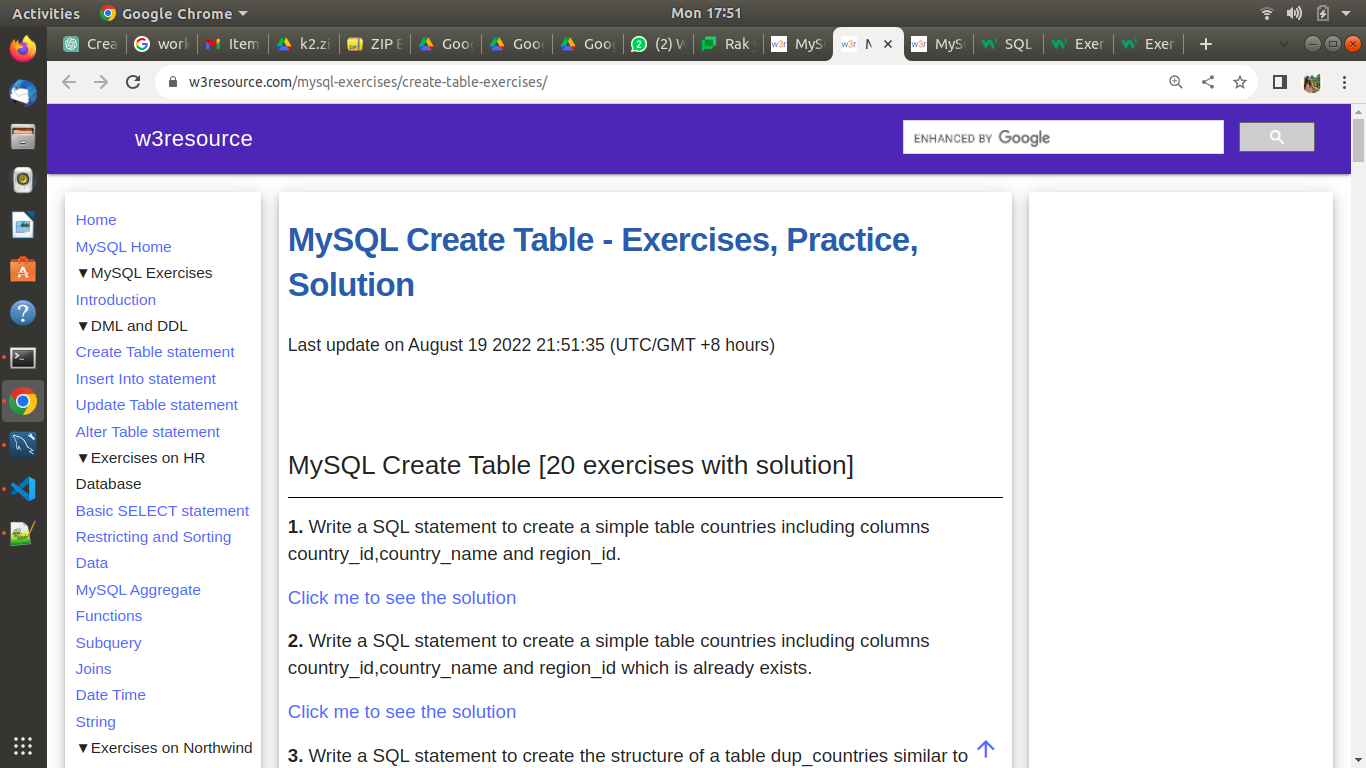 Activities
Google Chrome
Mon 17:51
Crea
work
Item
k2.zi
ZIP E
Goo
Goo
Goo
(2) W
Rak
MyS
MyS
SQL
Exer
Exer
w3resource.com/mysql-exercises/create-table-exercises/
w3resource
ENHANCED BY Google
Home
MySQL Home
▼MySQL Exercises
Introduction
▼DML and DDL
Create Table statement
Insert Into statement
Update Table statement
Alter Table statement
▼Exercises on HR
Database
Basic SELECT statement
Restricting and Sorting
Data
MySQL Aggregate
Functions
Subquery
Joins
Date Time
String
▼Exercises on Northwind
MySQL Create Table - Exercises, Practice,
Solution
Last update on August 19 2022 21:51:35 (UTC/GMT +8 hours)
MySQL Create Table [20 exercises with solution]
1. Write a SQL statement to create a simple table countries including columns
country_id,country_name and region_id.
Click me to see the solution
2. Write a SQL statement to create a simple table countries including columns
country_id,country_name and region_id which is already exists.
Click me to see the solution
3. Write a SQL statement to create the structure of a table dup_countries similar to